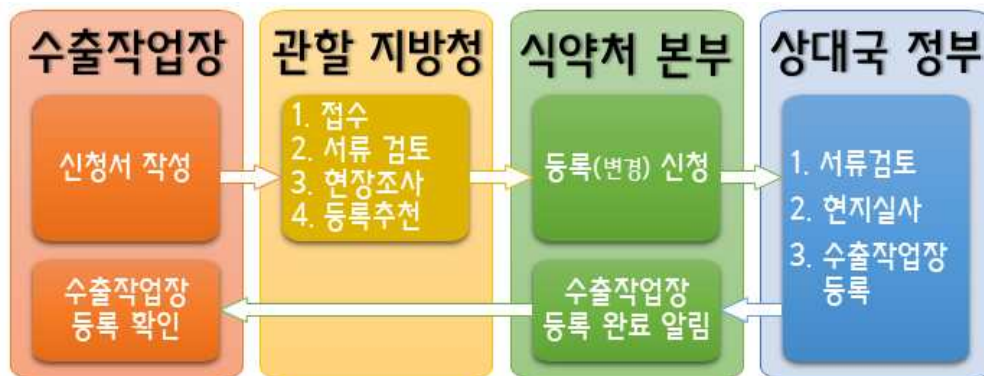 수출작업장
신청서 작성
수출작업장
등록 확인
관할 지방청
1. 접수
2. 서류 검토
3. 현장조사
4. 등록추천
식약처 본부
등록(변경) 신청
수출작업장
등록 완료 알림
상대국 정부
1. 서류검토
2. 현지실사
3. 수출작업장
등록